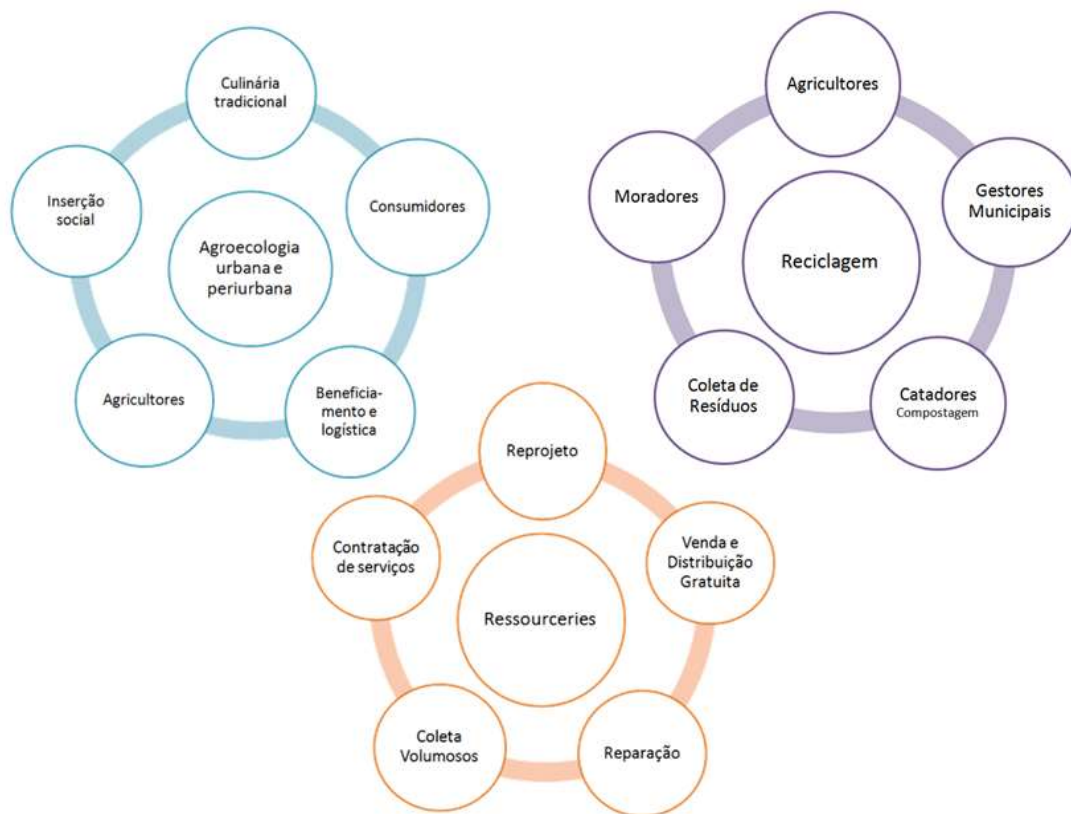 Culinária
tradicional
Consumidores
Beneficia-
mento e
logística
Agricultores
Inserção
social
Agroecologia
urbana e
periurbana
Agricultores
Gestores
Municipais
Catadores
Compostagem
Coleta de
Resíduos
Moradores
Reciclagem
Reprojeto
Venda e
Distribuição
Gratuita
Reparação
Coleta
Volumosos
Contratação
de serviços
Ressourceries